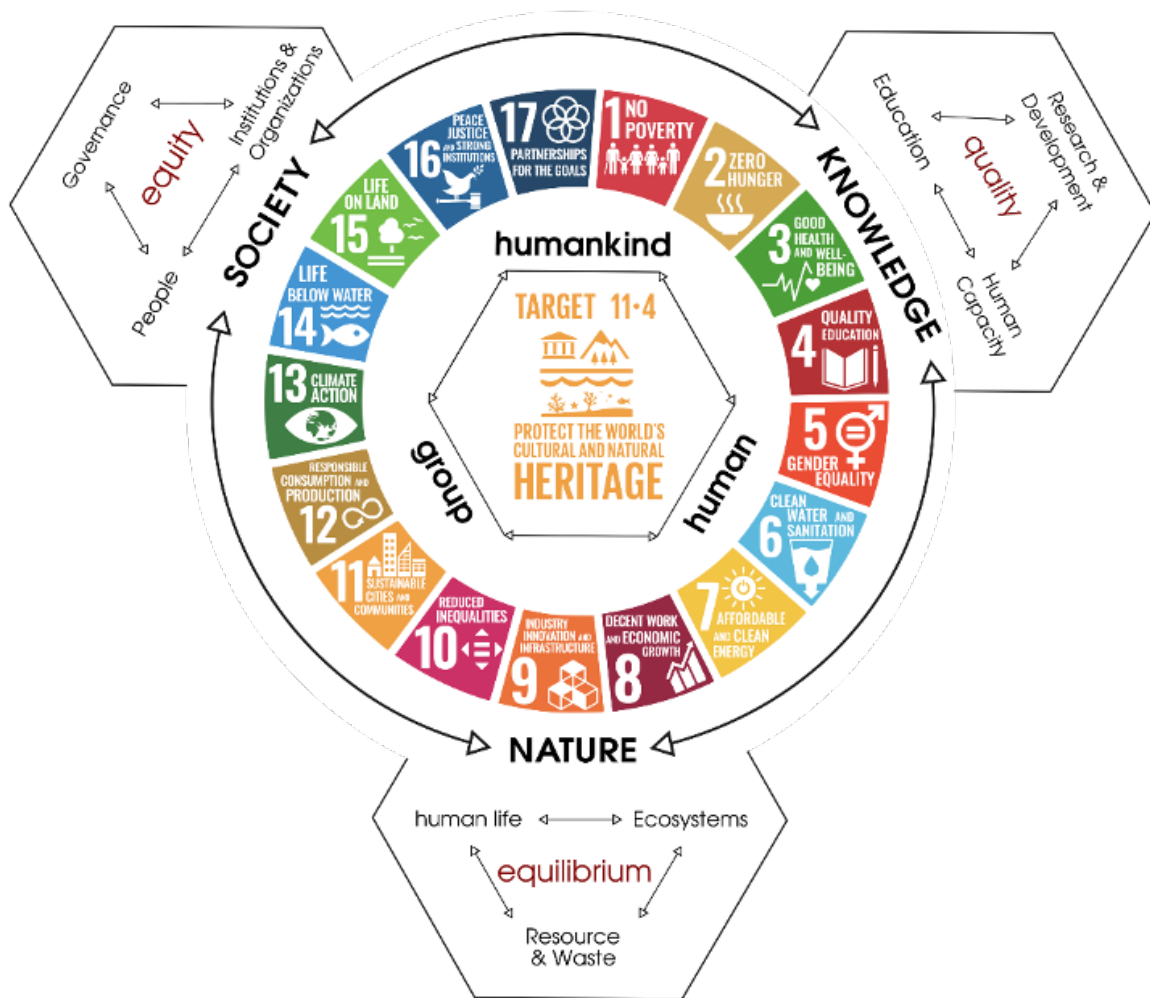 Governance
Institutions &
Organizations
equity
People
SOCIETY
Education
Research &
Development
quality
Human
Capacity
KNOWLEDGE
1 NO
POVERTY
2 ZERO
HUNGER
3 GOOD
HEALTH
AND WELL-
BEING
4 QUALITY
EDUCATION
5
GENDER
EQUALITY
6 CLEAN
WATER AND
SANITATION
7 AFFORDABLE
AND CLEAN
ENERGY
DECENT WORK
AND ECONOMIC
GROWTH
8
INDUSTRY
INNOVATION AND
INFRASTRUCTURE
9
REDUCED
INEQUALITIES
10
11 SUSTAINABLE
CITIES AND
COMMUNITIES
RESPONSIBLE
CONSUMPTION AND
PRODUCTION
12
13 CLIMATE
ACTION
LIFE
BELOW WATER
14
LIFE
ON LAND
15
16 PEACE
JUSTICE
AND STRONG
INSTITUTIONS
17
PARTNERSHIPS
FOR THE GOALS
humankind
TARGET 11·4
PROTECT THE WORLD'S
CULTURAL AND NATURAL
HERITAGE
group
human
NATURE
human life
Ecosystems
equilibrium
Resource
& Waste